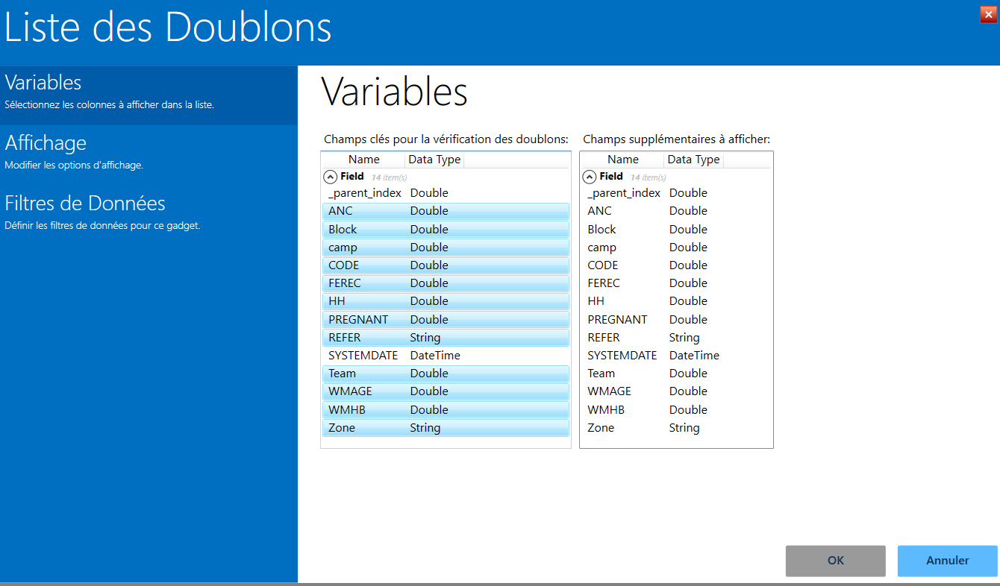 Liste des Doublons
Variables
Sélectionnez les colonnes à afficher dans la liste.
Affichage
Modifier les options d'affichage.
Filtres de Données
Définir les filtres de données pour ce gadget.
Variables
Champs clés pour la vérification des doublons:
Name Data Type
Field 14 item(s)
_parent_index Double
ANC Double
Block Double
camp Double
CODE Double
FEREC Double
HH Double
PREGNANT Double
REFER String
SYSTEMDATE DateTime
Team Double
WMAGE Double
WMHB Double
Zone String
Champs supplémentaires à afficher:
Name Data Type
Field 14 item(s)
_parent_index Double
ANC Double
Block Double
camp Double
CODE Double
FEREC Double
HH Double
PREGNANT Double
REFER String
SYSTEMDATE DateTime
Team Double
WMAGE Double
WMHB Double
Zone String
OK Annuler